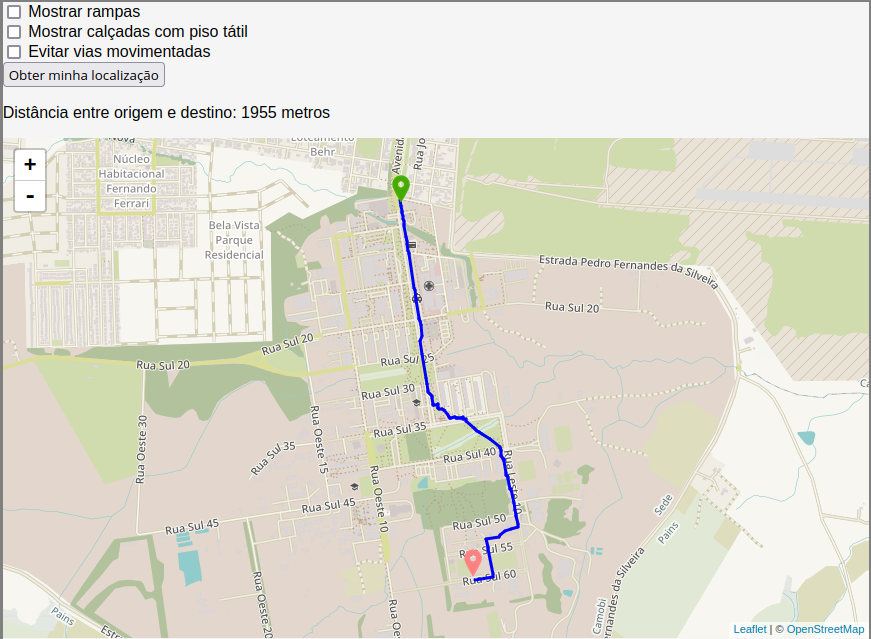 Mostrar rampas
Mostrar calçadas com piso tátil
Evitar vias movimentadas
Obter minha localização
Distância entre origem e destino: 1955 metros
+
-
Nova
Loteamento
Behr
Avenida
Rua Jo
Núcleo
Habitacional
Fernando
Ferrari
Bela Vista
Parque
Residencial
Estrada Pedro Fernandes da Silveira
Rua Sul 20
Rua Sul 20
Rua Sul 20
Rua Sul 25
Rua Sul 30
Ca
Rua Oeste 30
Rua Oeste 15
Rua Sul 35
Rua Sul 35
Rua Sul 40
Rua Leste 10
Rua Oeste 10
Rua Sul 45
Rua Sul 45
Rua Sul 50
Sede
Pains
Rua Sul 55
Rua Sul 60
Rua Oeste 20
Rua Oes
Pains
Estr
Camobi
ernandes da Silveira
Leaflet | © OpenStreetMap